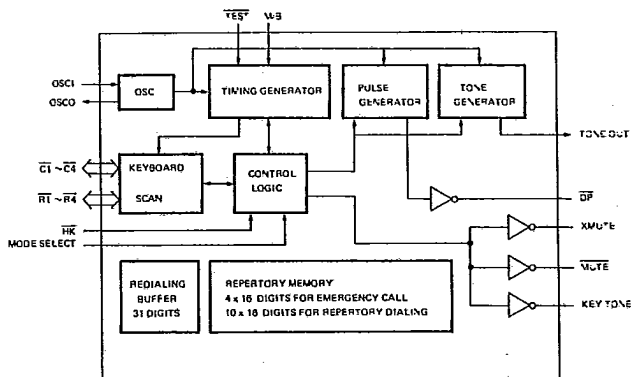 TEST M/B
OSCI
OSCO
OSC
TIMING GENERATOR
PULSE
GENERATOR
TONE
GENERATOR
TONE OUT
C1 ~ C4
R1 ~ R4
KEYBOARD
SCAN
CONTROL
LOGIC
DP
HK
MODE SELECT
XMUTE
MUTE
KEY TONE
REDIALING
BUFFER
31 DIGITS
REPERTORY MEMORY
4 x 16 DIGITS FOR EMERGENCY CALL
10 x 16 DIGITS FOR REPERTORY DIALING